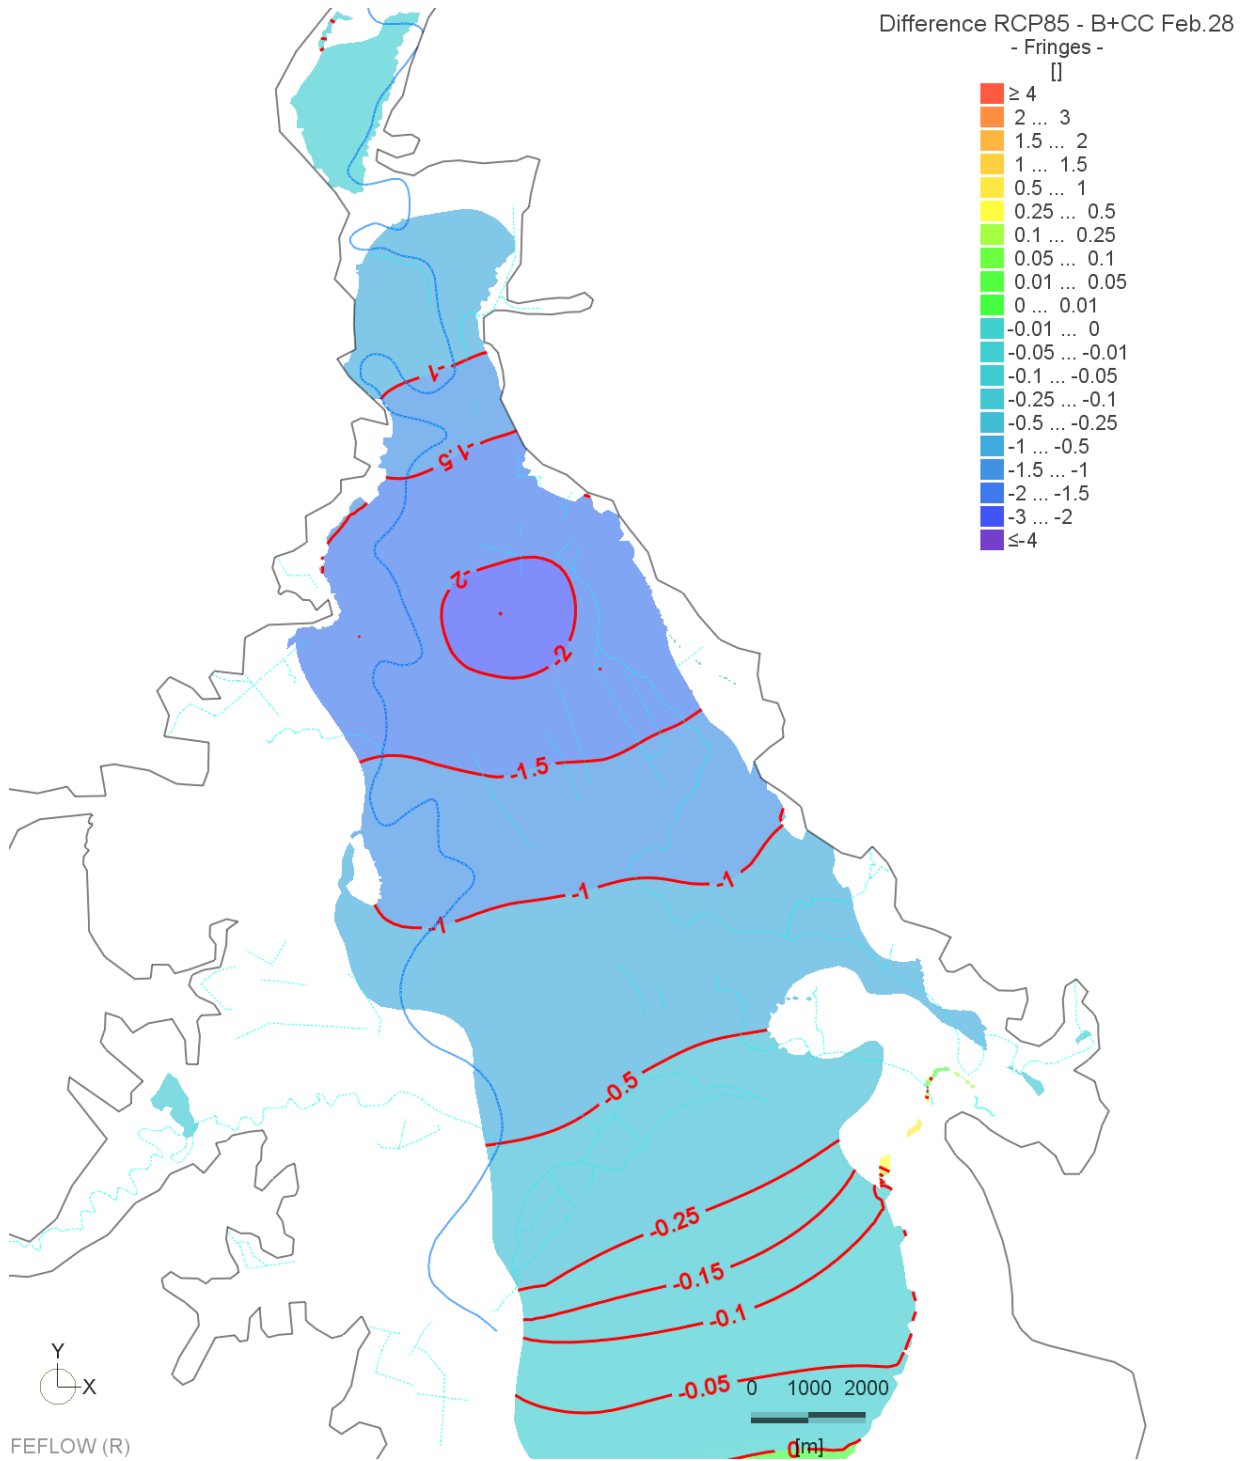 Difference RCP85 - B+CC Feb.28
- Fringes -
[]
≥ 4
2 ... 3
1.5 ... 2
1 ... 1.5
0.5 ... 1
0.25 ... 0.5
0.1 ... 0.25
0.05 ... 0.1
0.01 ... 0.05
0 ... 0.01
-0.01 ... 0
-0.05 ... -0.01
-0.1 ... -0.05
-0.25 ... -0.1
-0.5 ... -0.25
-1 ... -0.5
-1.5 ... -1
-2 ... -1.5
-3 ... -2
≤-4
-1
-1.5
-2
-2
-1.5
-1
-1
-1
-0.5
-0.25
-0.15
-0.1
-0.05
0
Y
X
0 1000 2000
[m]
FEFLOW (R)